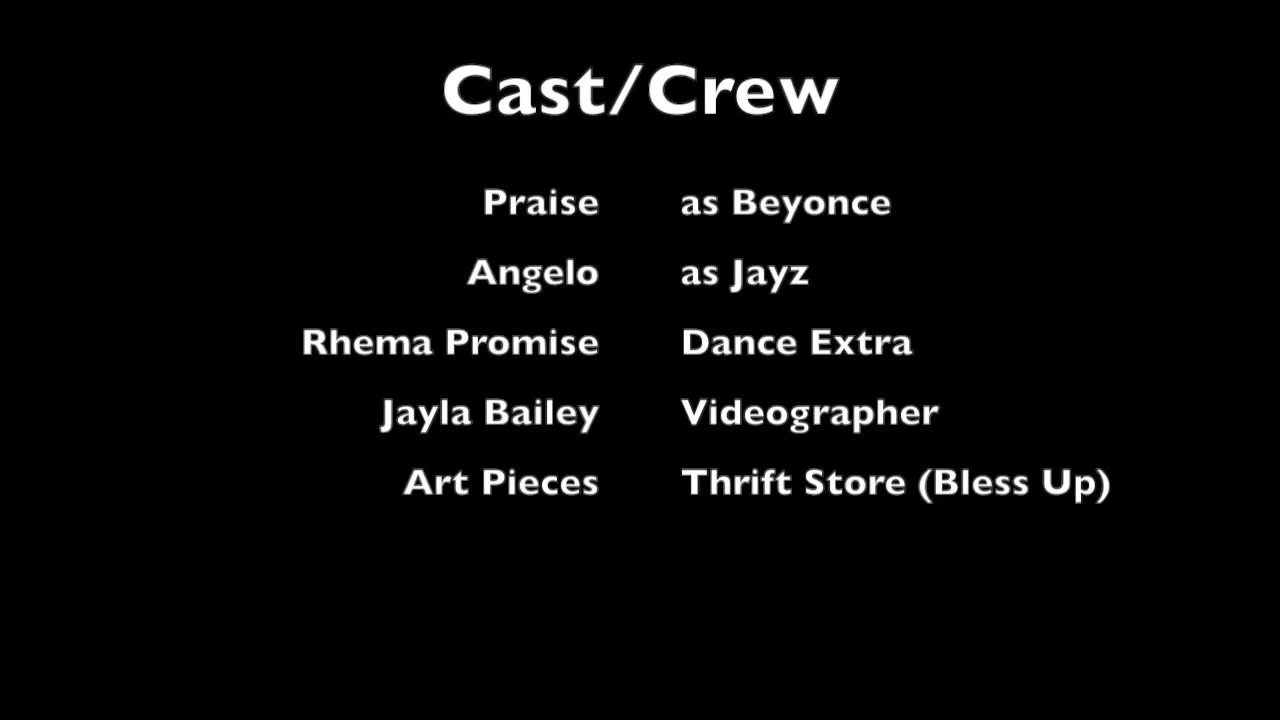 Cast/Crew
Praise as Beyonce
Angelo as Jayz
Rhema Promise Dance Extra
Jayla Bailey Videographer
Art Pieces Thrift Store (Bless Up)